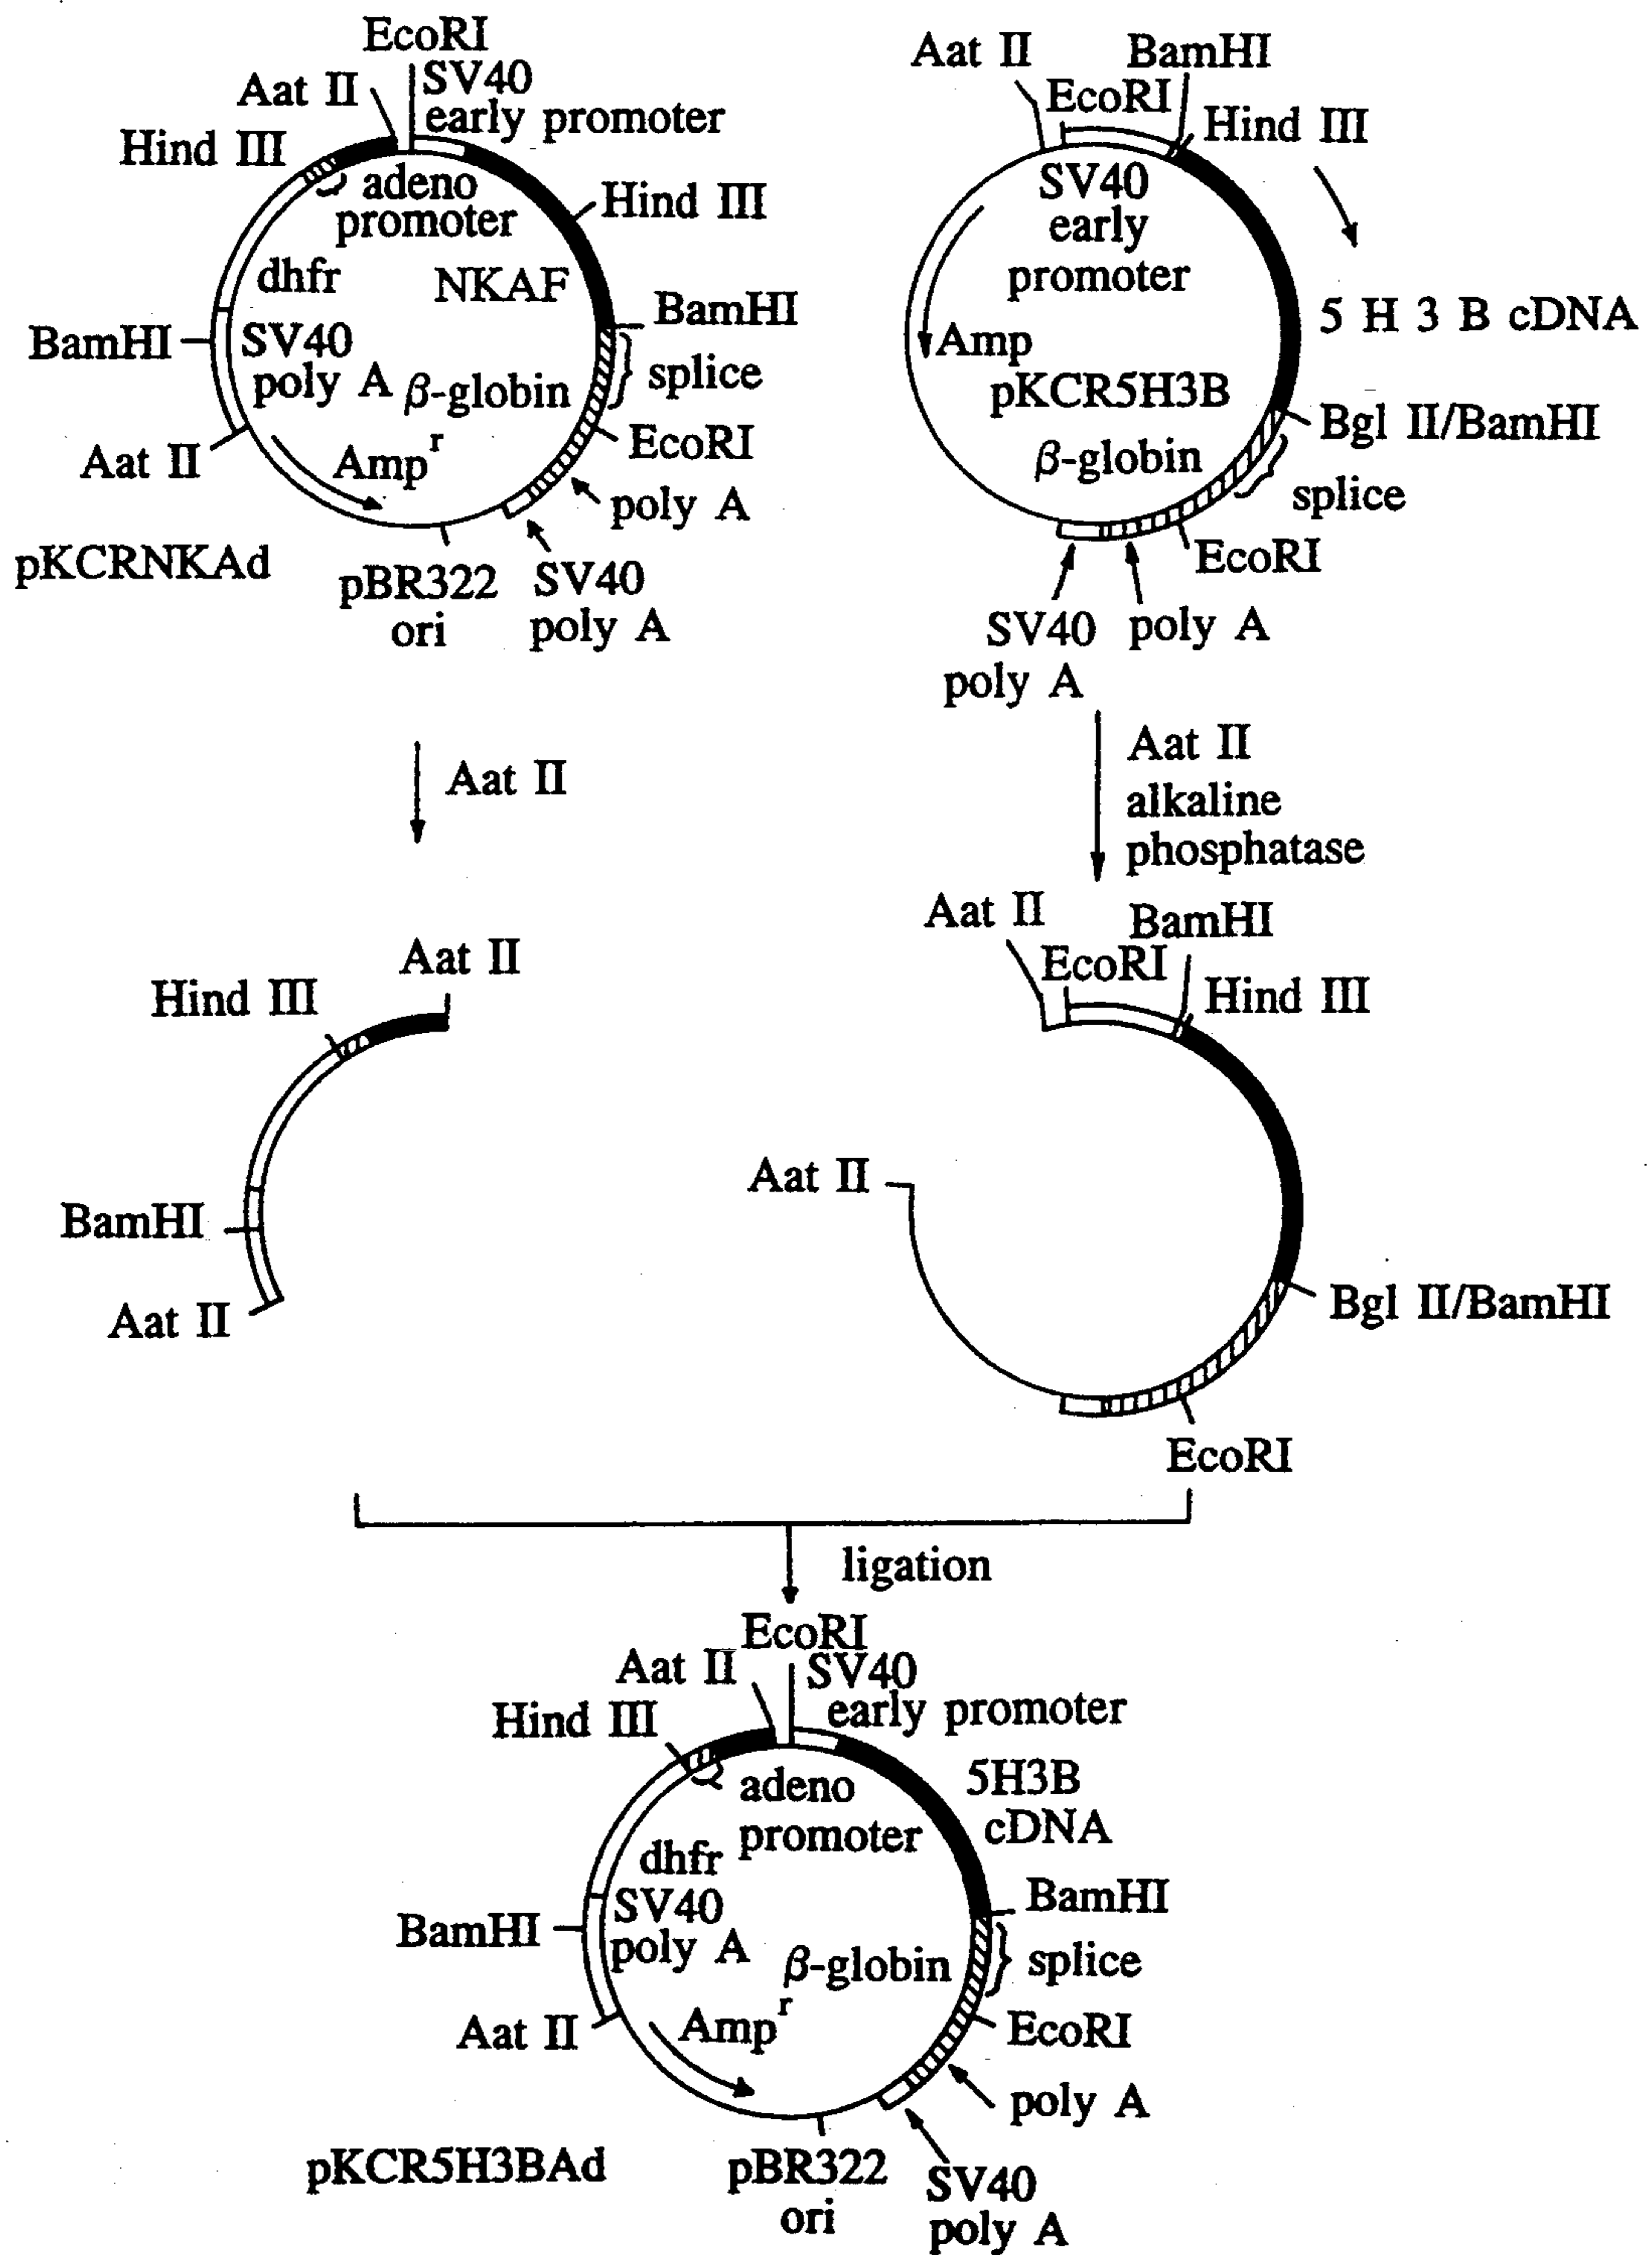 EcoRI
Aat II
SV40
early promoter
Hind III
adeno
promoter
Hind III
dhfr
NKAF
BamHI
BamHI
SV40
poly A
β-globin
splice
Aat II
Amp^r
EcoRI
poly A
pKCRNKAd
pBR322
ori
SV40
poly A
Aat II
BamHI
EcoRI
Hind III
SV40
early
promoter
5 H 3 B cDNA
Amp
pKCR5H3B
Bgl II/BamHI
β-globin
splice
EcoRI
SV40
poly A
poly A
Aat II
Aat II
alkaline
phosphatase
Aat II
Hind III
BamHI
Aat II
Aat II
BamHI
EcoRI
Hind III
Aat II
Bgl II/BamHI
EcoRI
ligation
EcoRI
Aat II
SV40
early promoter
Hind III
adeno
promoter
5H3B
cDNA
dhfr
SV40
poly A
BamHI
BamHI
β-globin
splice
Aat II
Amp^r
EcoRI
poly A
pKCR5H3BAd
pBR322
ori
SV40
poly A